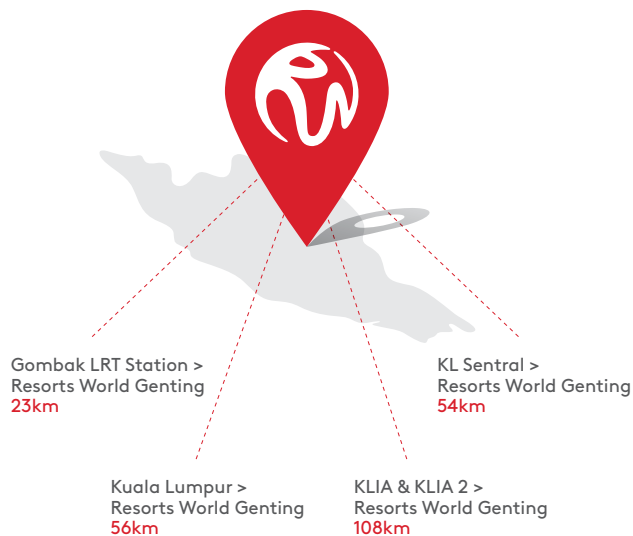 Gombak LRT Station >
Resorts World Genting
23km
KL Sentral >
Resorts World Genting
54km
Kuala Lumpur >
Resorts World Genting
56km
KLIA & KLIA 2 >
Resorts World Genting
108km